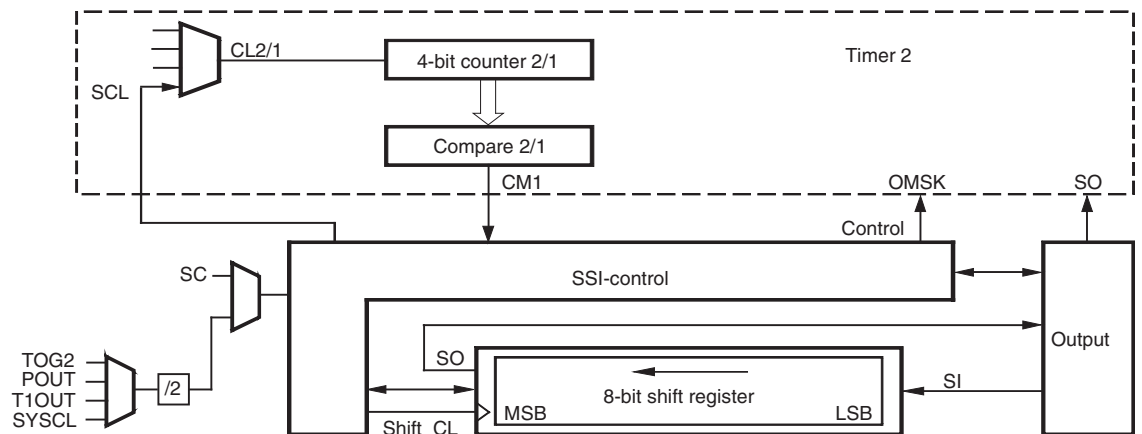 CL2/1
4-bit counter 2/1
Timer 2
SCL
Compare 2/1
CM1
OMSK
SO
Control
SC
SSI-control
TOG2
POUT
T1OUT
SYSCL
/2
SO
Output
8-bit shift register
SI
MSB
LSB
Shift_CL